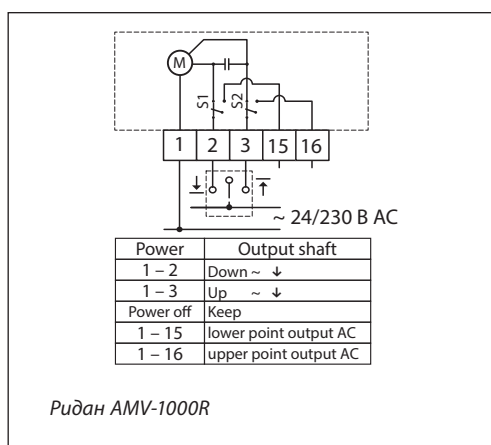 M
S1
S2
1 2 3 15 16
~ 24/230 В АС
Power Output shaft
1 – 2 Down ~ ↓
1 – 3 Up ~ ↓
Power off Keep
1 – 15 lower point output AC
1 – 16 upper point output AC
Ридан AMV-1000R